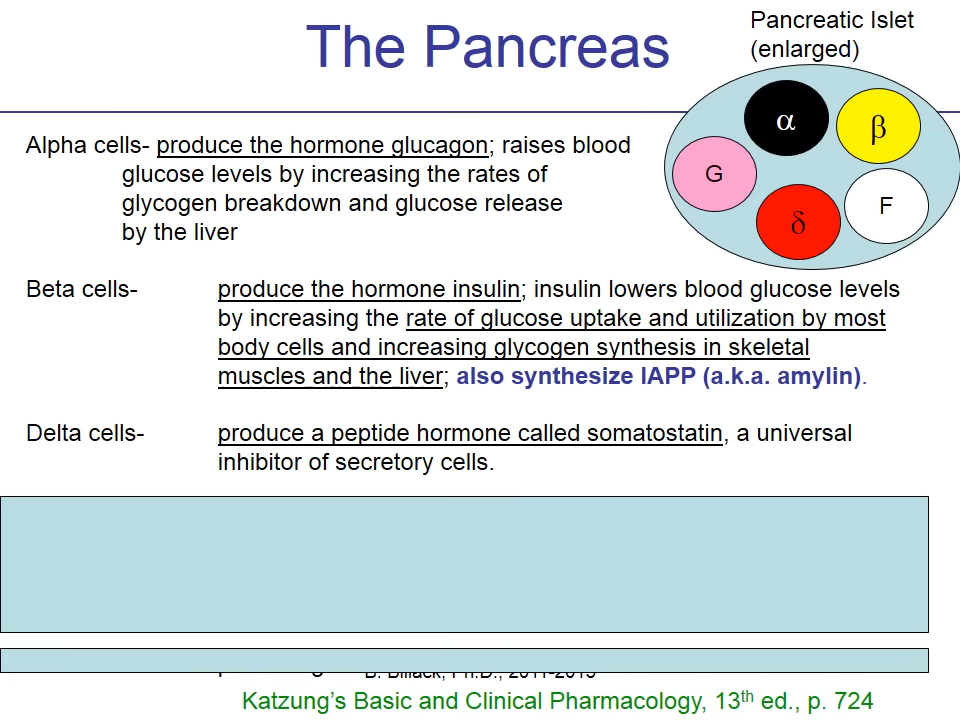 The Pancreas
Pancreatic Islet
(enlarged)
α
β
G
δ
F
Alpha cells- produce the hormone glucagon; raises blood
glucose levels by increasing the rates of
glycogen breakdown and glucose release
by the liver
Beta cells- produce the hormone insulin; insulin lowers blood glucose levels
by increasing the rate of glucose uptake and utilization by most
body cells and increasing glycogen synthesis in skeletal
muscles and the liver; also synthesize IAPP (a.k.a. amylin).
Delta cells- produce a peptide hormone called somatostatin, a universal
inhibitor of secretory cells.
Katzung's Basic and Clinical Pharmacology, 13th ed., p. 724